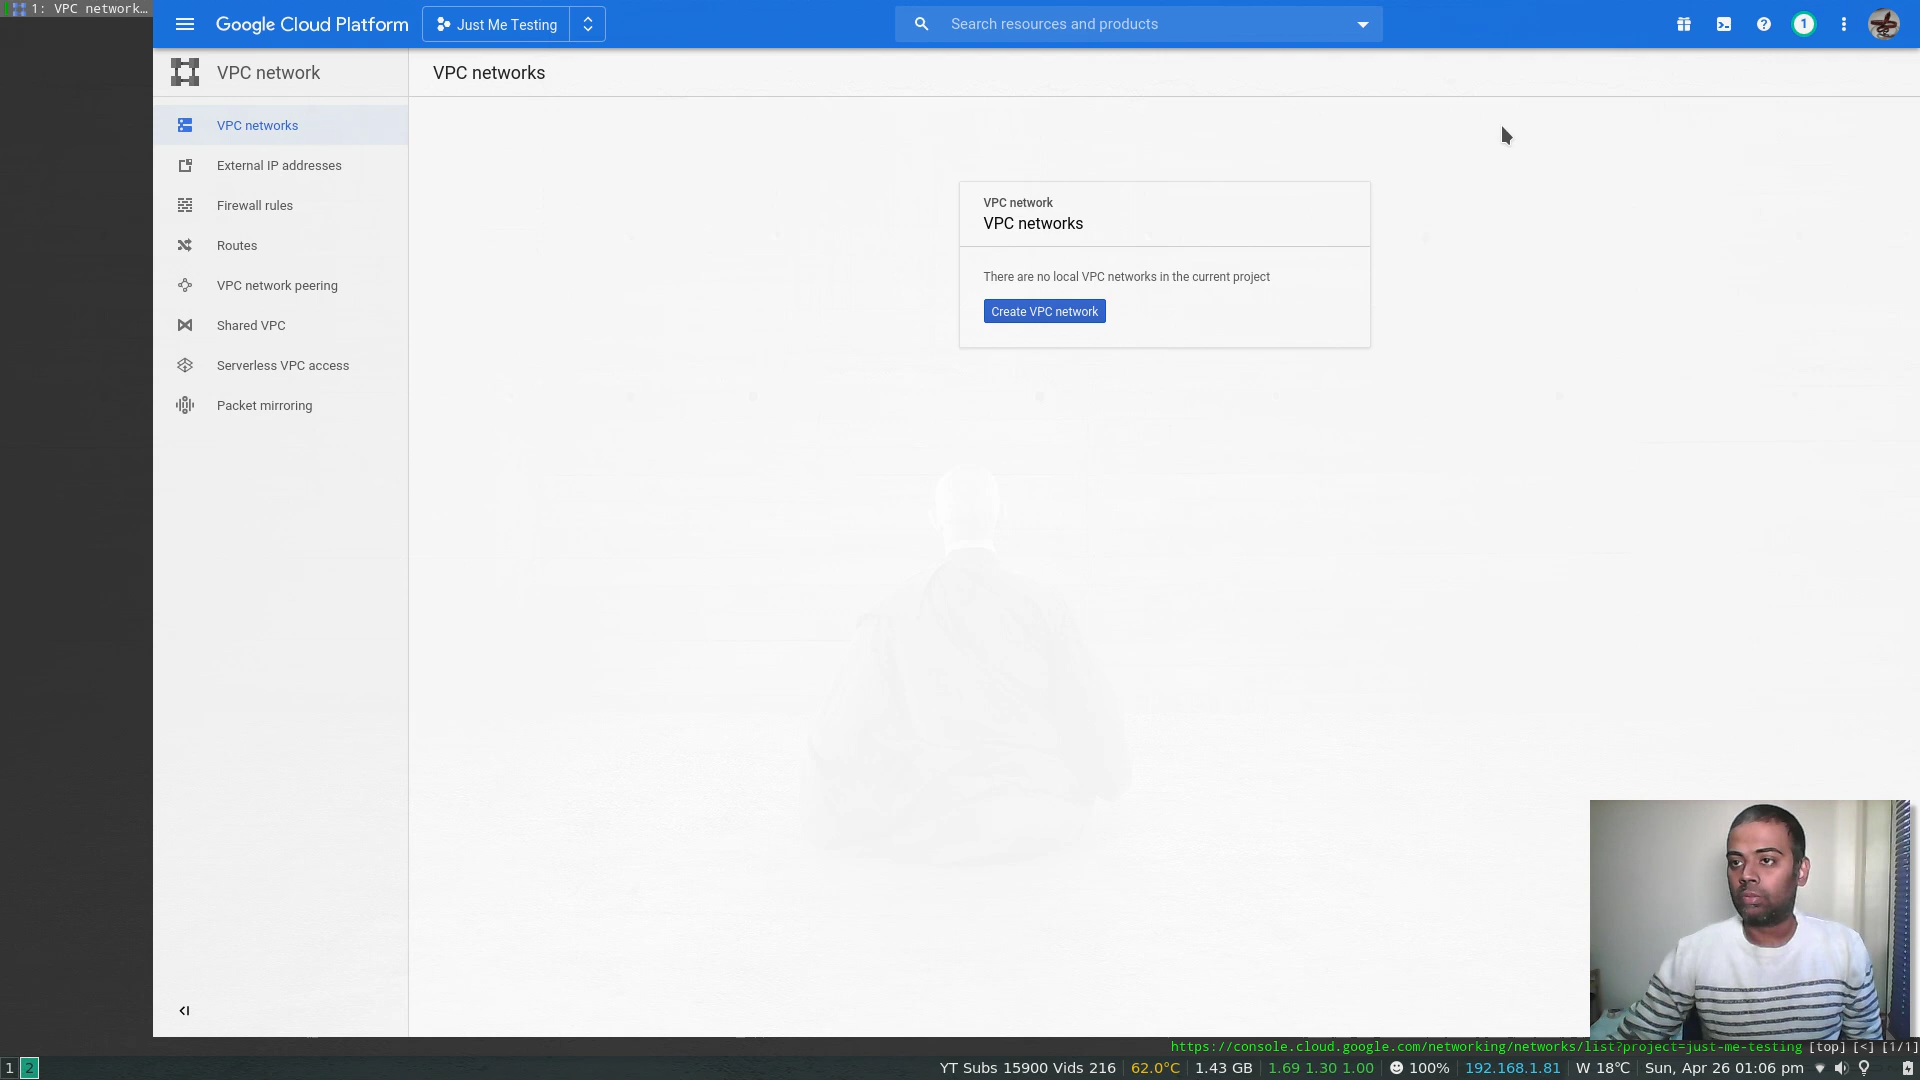 1: VPC network…
Google Cloud Platform
Just Me Testing
Search resources and products
1
VPC network
VPC networks
VPC networks
External IP addresses
Firewall rules
Routes
VPC network peering
Shared VPC
Serverless VPC access
Packet mirroring
VPC network
VPC networks
There are no local VPC networks in the current project
Create VPC network
https://console.cloud.google.com/networking/networks/list?project=just-me-testing [top] [<] [1/1]
1 2
YT Subs 15900 Vids 216 62.0°C 1.43 GB 1.69 1.30 1.00 100% 192.168.1.81 W 18°C Sun, Apr 26 01:06 pm